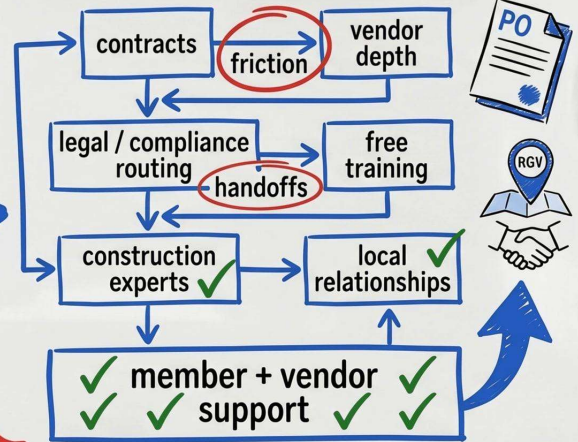 contracts
friction
vendor
depth
PO
legal / compliance
routing
handoffs
free
training
RGV
construction
experts
local
relationships
member + vendor
support